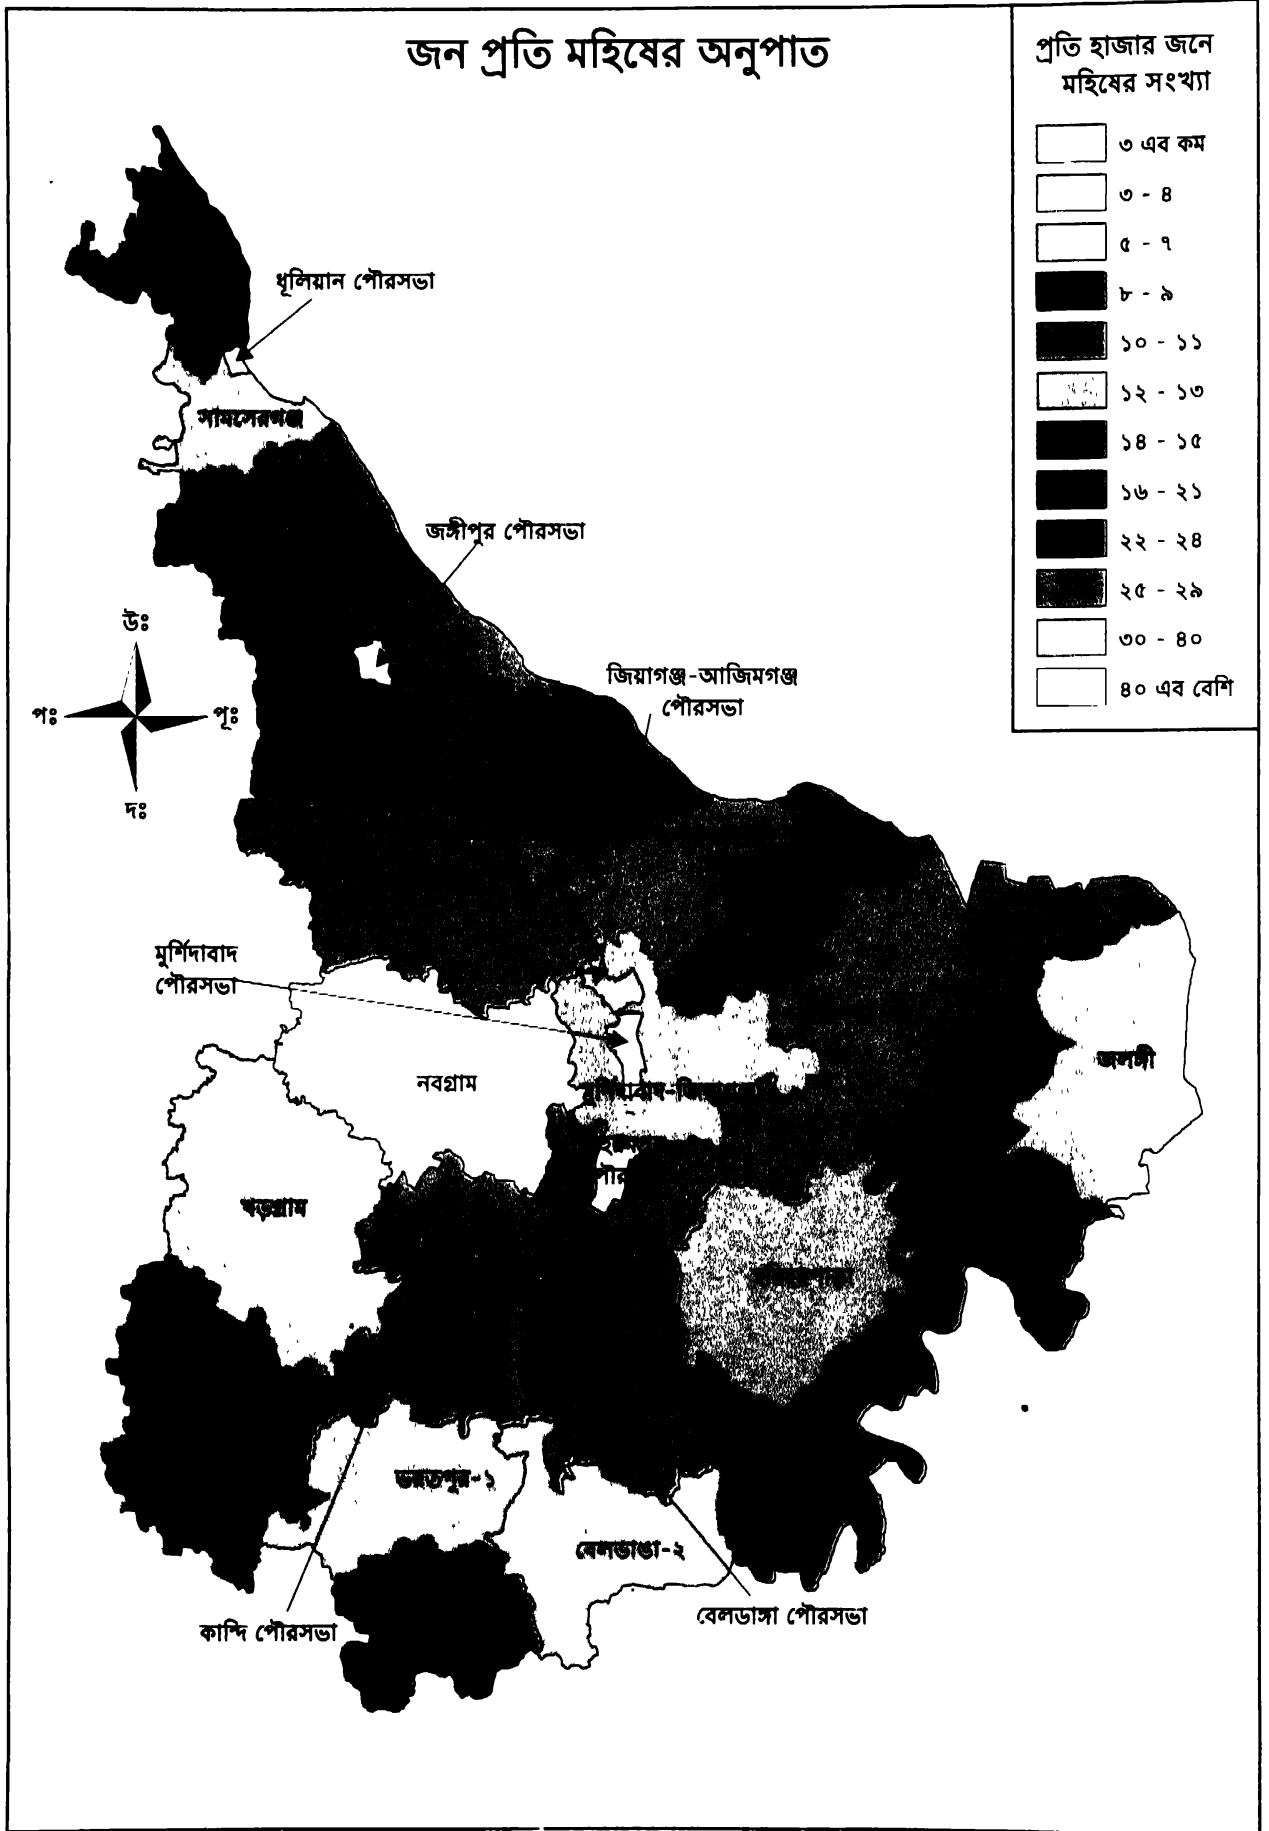 জন প্রতি মহিষের অনুপাত
প্রতি হাজার জনে
মহিষের সংখ্যা
৩ এব কম
৩ - ৪
৫ - ৭
৮ - ৯
১০ - ১১
১২ - ১৩
১৪ - ১৫
১৬ - ২১
২২ - ২৪
২৫ - ২৯
৩০ - ৪০
৪০ এব বেশি
ধূলিয়ান পৌরসভা
সামসেরগঞ্জ
জঙ্গীপুর পৌরসভা
উঃ
পঃ
পূঃ
দঃ
জিয়াগঞ্জ-আজিমগঞ্জ
পৌরসভা
মুর্শিদাবাদ
পৌরসভা
নবগ্রাম
জলঙ্গী
খড়গ্রাম
ভরতপুর-১
বেলডাঙা-২
কান্দি পৌরসভা
বেলডাঙ্গা পৌরসভা